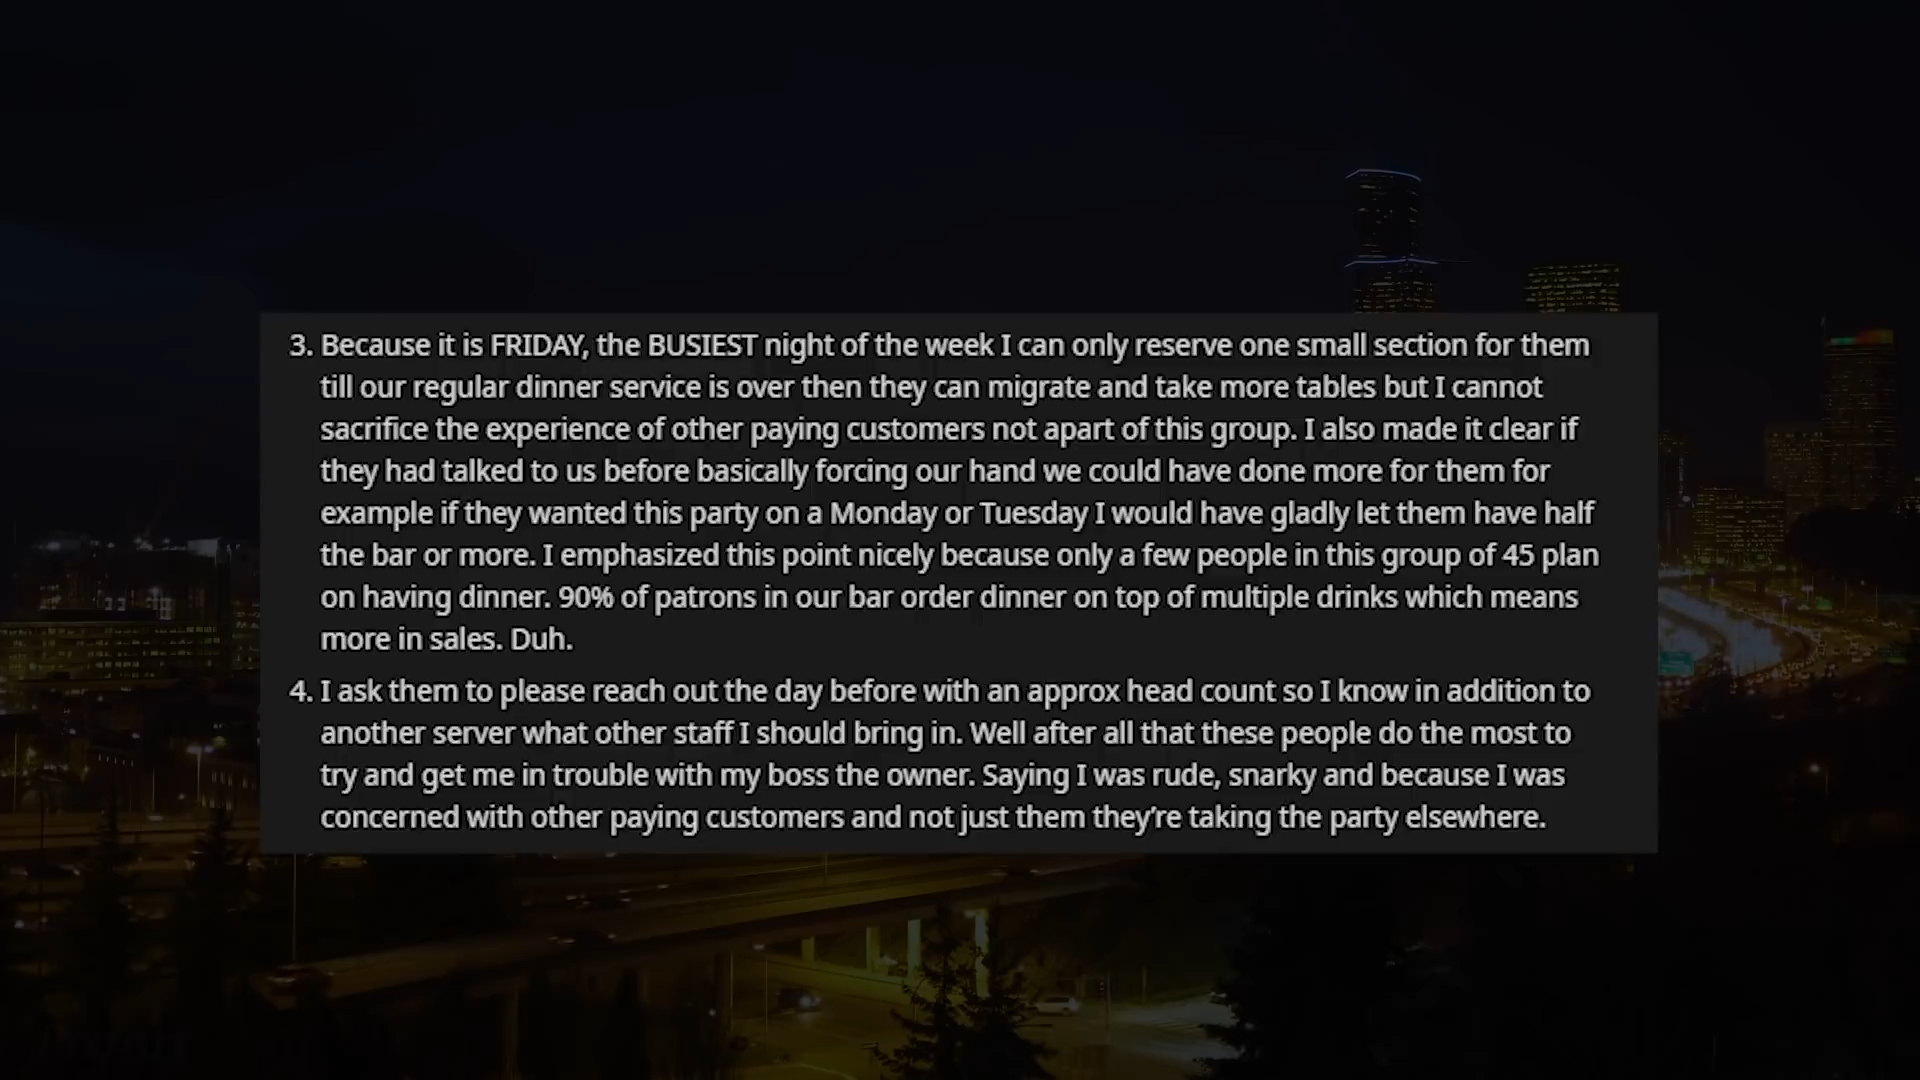 3. Because it is FRIDAY, the BUSIEST night of the week I can only reserve one small section for them
till our regular dinner service is over then they can migrate and take more tables but I cannot
sacrifice the experience of other paying customers not apart of this group. I also made it clear if
they had talked to us before basically forcing our hand we could have done more for them for
example if they wanted this party on a Monday or Tuesday I would have gladly let them have half
the bar or more. I emphasized this point nicely because only a few people in this group of 45 plan
on having dinner. 90% of patrons in our bar order dinner on top of multiple drinks which means
more in sales. Duh.
4. I ask them to please reach out the day before with an approx head count so I know in addition to
another server what other staff I should bring in. Well after all that these people do the most to
try and get me in trouble with my boss the owner. Saying I was rude, snarky and because I was
concerned with other paying customers and not just them they’re taking the party elsewhere.